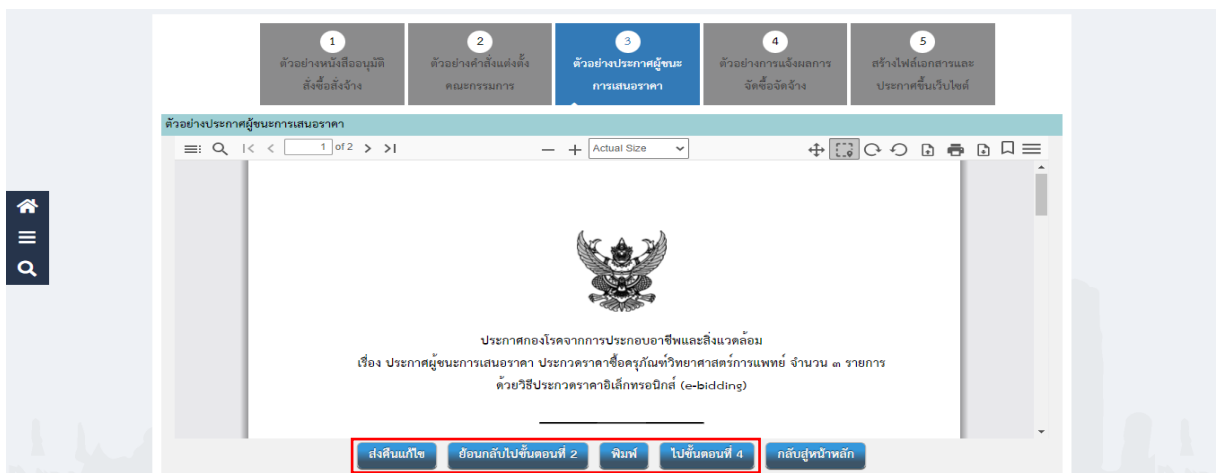 1
2
3
4
5
ตัวอย่างหนังสืออนุมัติ
สั่งซื้อสั่งจ้าง
ตัวอย่างคำสั่งแต่งตั้ง
คณะกรรมการ
ตัวอย่างประกาศผู้ชนะ
การเสนอราคา
ตัวอย่างการแจ้งผลการ
จัดซื้อจัดจ้าง
สร้างไฟล์เอกสารและ
ประกาศขึ้นเว็บไซต์
ตัวอย่างประกาศผู้ชนะการเสนอราคา
1 of 2
Actual Size
ประกาศกองโรคจากการประกอบอาชีพและสิ่งแวดล้อม
เรื่อง ประกาศผู้ชนะการเสนอราคา ประกวดราคาซื้อครุภัณฑ์วิทยาศาสตร์การแพทย์ จำนวน ๓ รายการ
ด้วยวิธีประกวดราคาอิเล็กทรอนิกส์ (e-bidding)
ส่งคืนแก้ไข ย้อนกลับไปขั้นตอนที่ 2 พิมพ์ ไปขั้นตอนที่ 4 กลับสู่หน้าหลัก